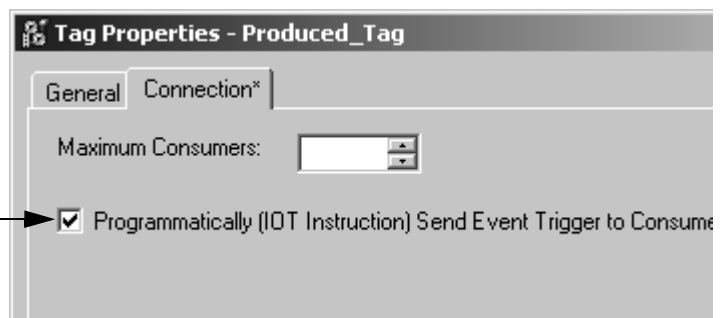 Tag Properties - Produced_Tag
General Connection*
Maximum Consumers:
Programmatically (IOT Instruction) Send Event Trigger to Consume